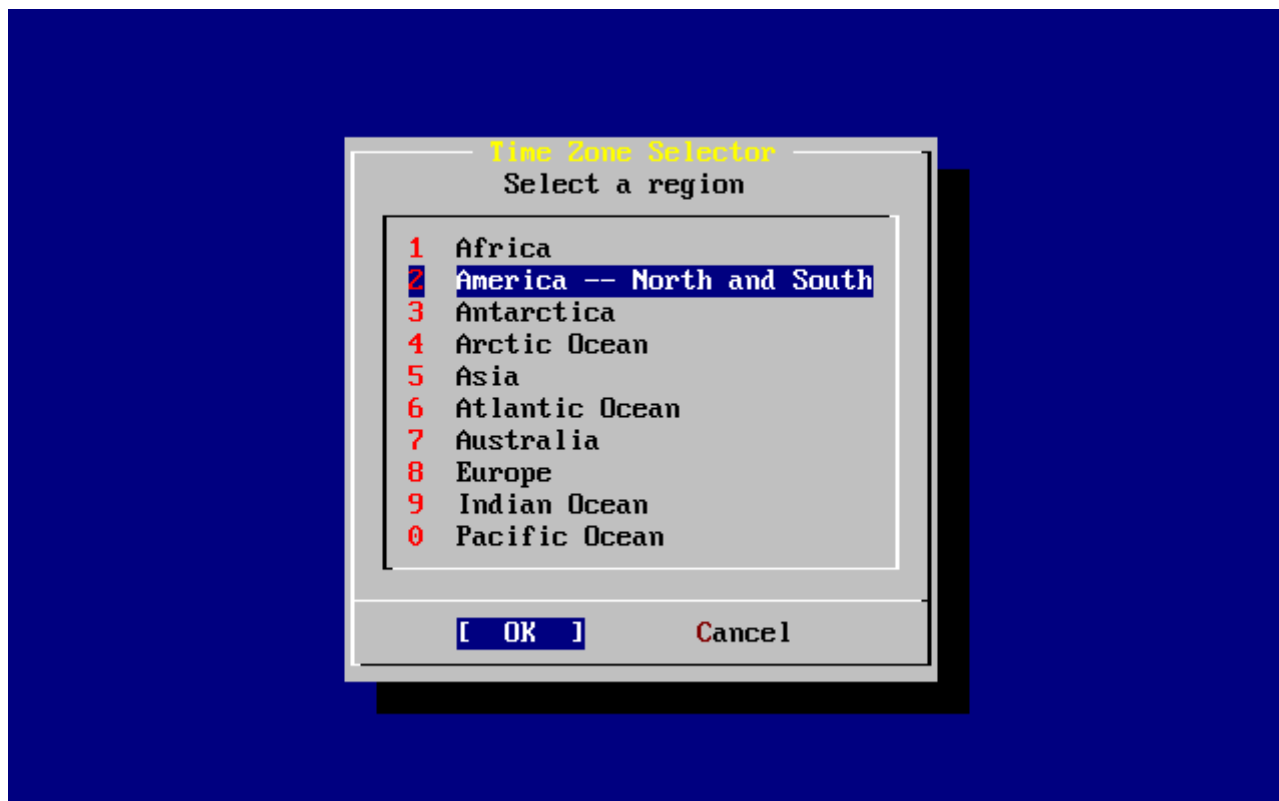 Time Zone Selector
Select a region
1 Africa
2 America -- North and South
3 Antarctica
4 Arctic Ocean
5 Asia
6 Atlantic Ocean
7 Australia
8 Europe
9 Indian Ocean
0 Pacific Ocean
[ OK ] Cancel